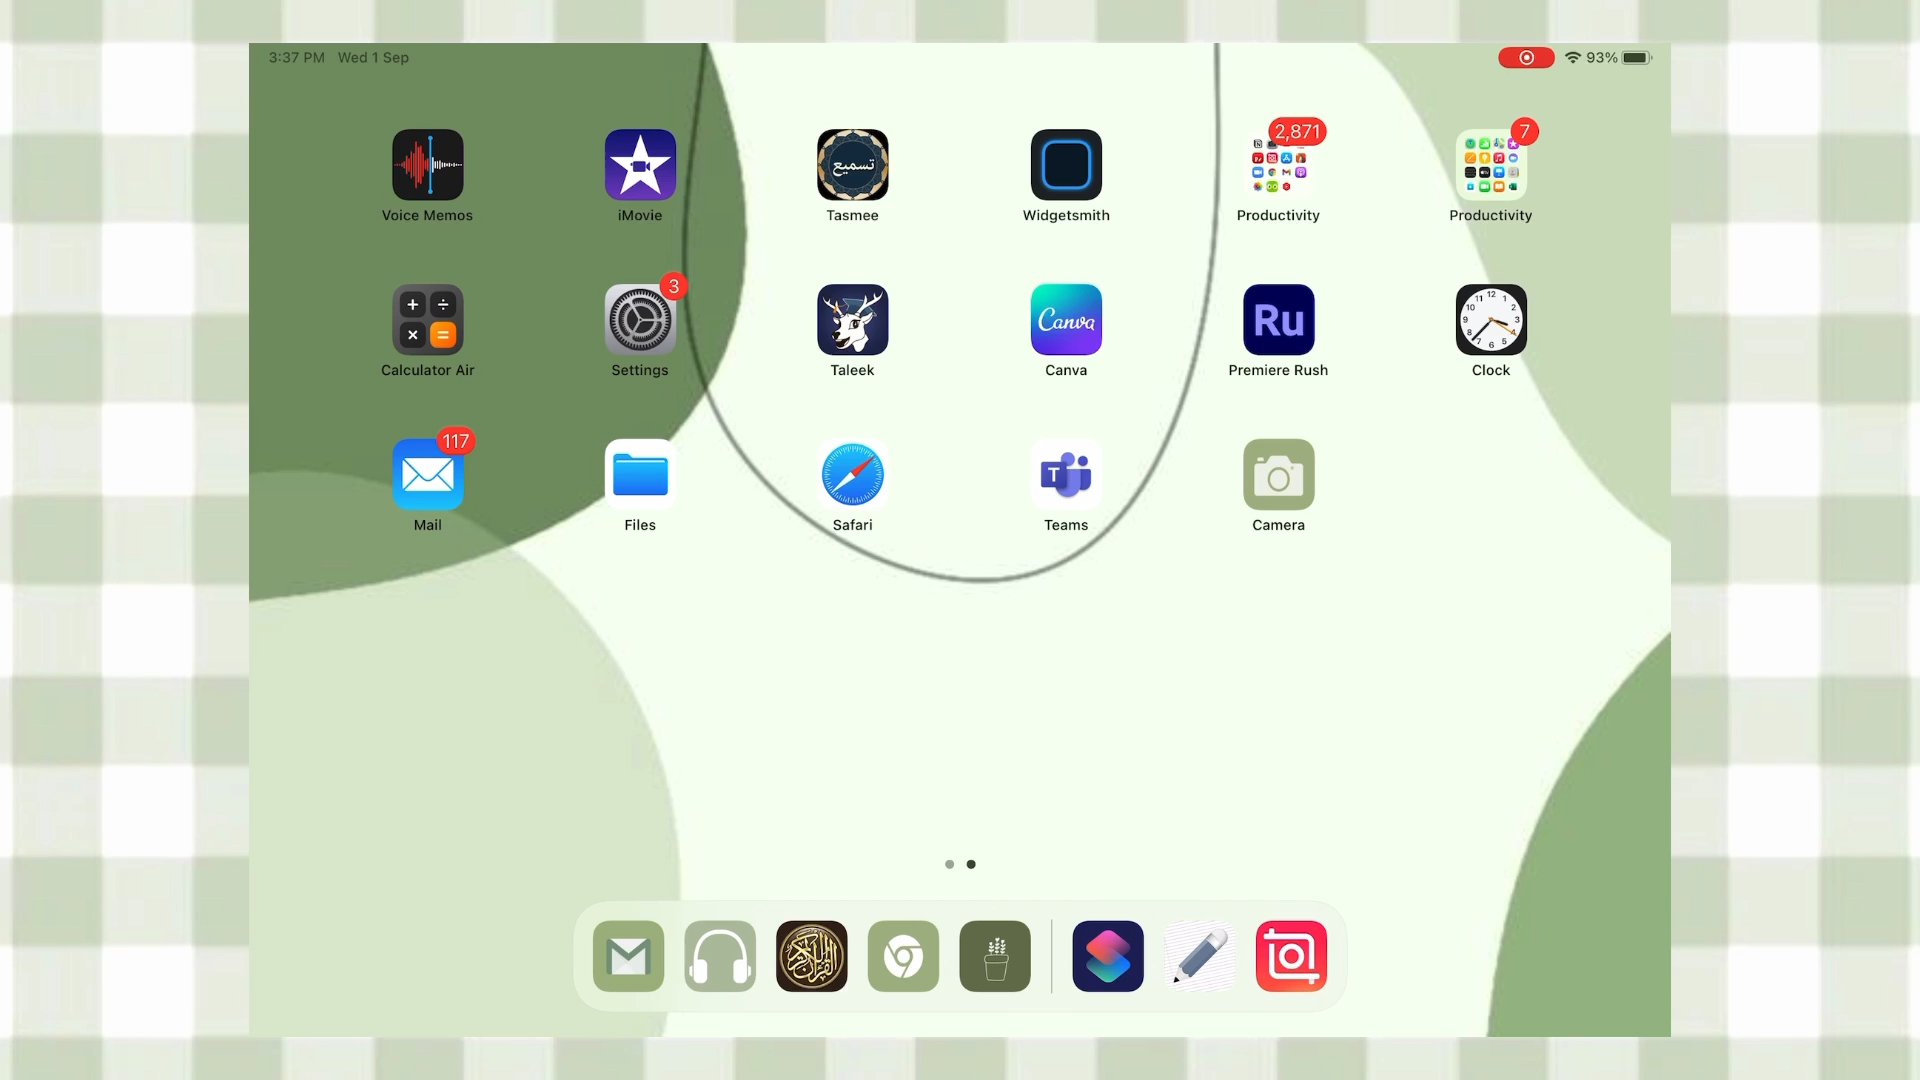 3:37 PM Wed 1 Sep
93%
2,871
7
تسميع
Voice Memos
iMovie
Tasmee
Widgetsmith
Productivity
Productivity
3
Canva
Ru
Calculator Air
Settings
Taleek
Canva
Premiere Rush
Clock
117
T
Mail
Files
Safari
Teams
Camera